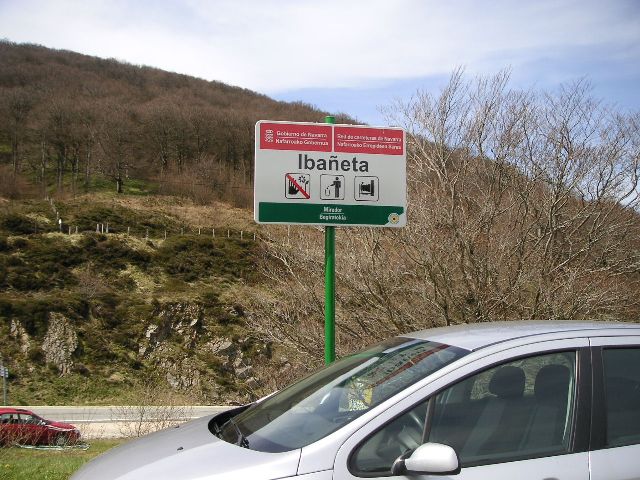 Gobierno de Navarra
Nafarroako Gobernua
Red de carreteras de Navarra
Nafarroako Errepideen Sarea
Ibañeta
Mirador
Begiratokia